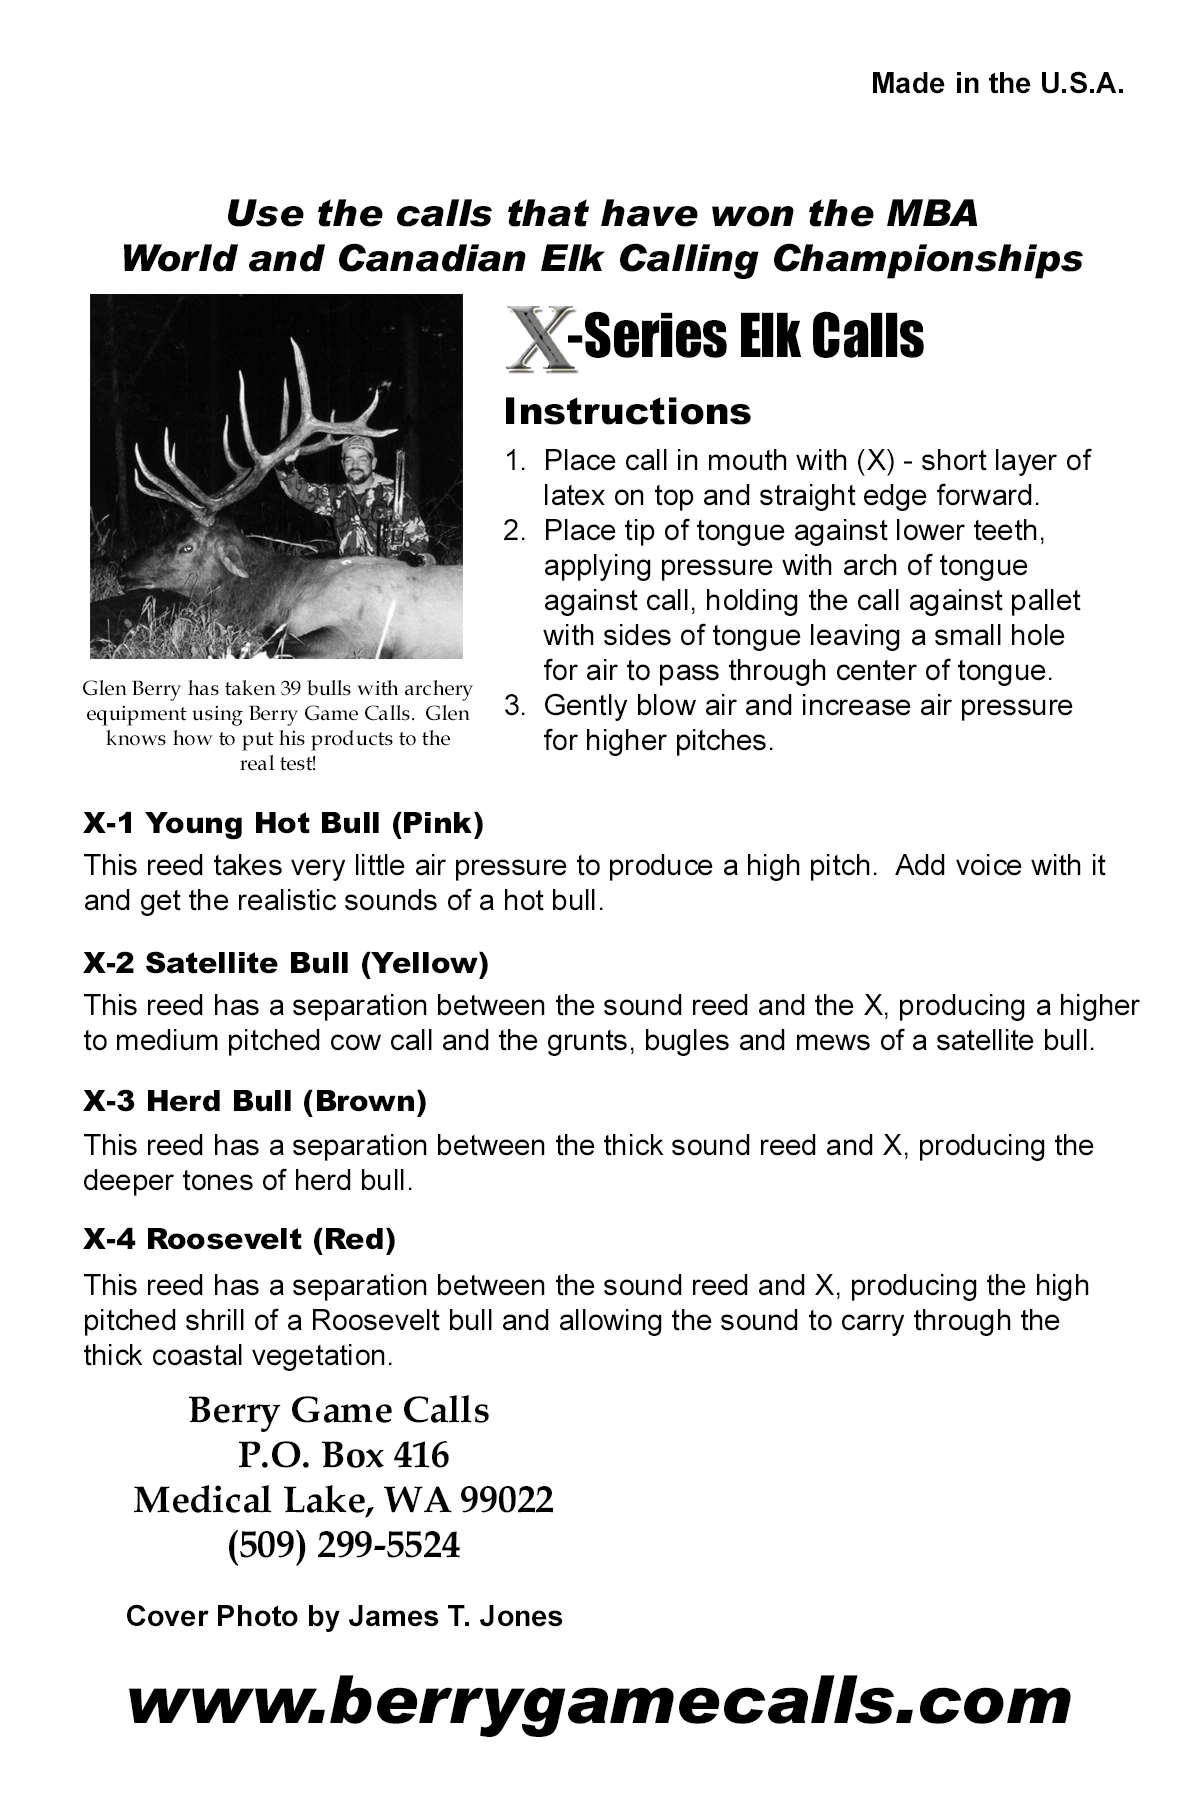 Made in the U.S.A.
Use the calls that have won the MBA
World and Canadian Elk Calling Championships
X-Series Elk Calls
Instructions
1. Place call in mouth with (X) - short layer of
latex on top and straight edge forward.
2. Place tip of tongue against lower teeth,
applying pressure with arch of tongue
against call, holding the call against pallet
with sides of tongue leaving a small hole
for air to pass through center of tongue.
3. Gently blow air and increase air pressure
for higher pitches.
Glen Berry has taken 39 bulls with archery
equipment using Berry Game Calls. Glen
knows how to put his products to the
real test!
X-1 Young Hot Bull (Pink)
This reed takes very little air pressure to produce a high pitch. Add voice with it
and get the realistic sounds of a hot bull.
X-2 Satellite Bull (Yellow)
This reed has a separation between the sound reed and the X, producing a higher
to medium pitched cow call and the grunts, bugles and mews of a satellite bull.
X-3 Herd Bull (Brown)
This reed has a separation between the thick sound reed and X, producing the
deeper tones of herd bull.
X-4 Roosevelt (Red)
This reed has a separation between the sound reed and X, producing the high
pitched shrill of a Roosevelt bull and allowing the sound to carry through the
thick coastal vegetation.
Berry Game Calls
P.O. Box 416
Medical Lake, WA 99022
(509) 299-5524
Cover Photo by James T. Jones
www.berrygamecalls.com